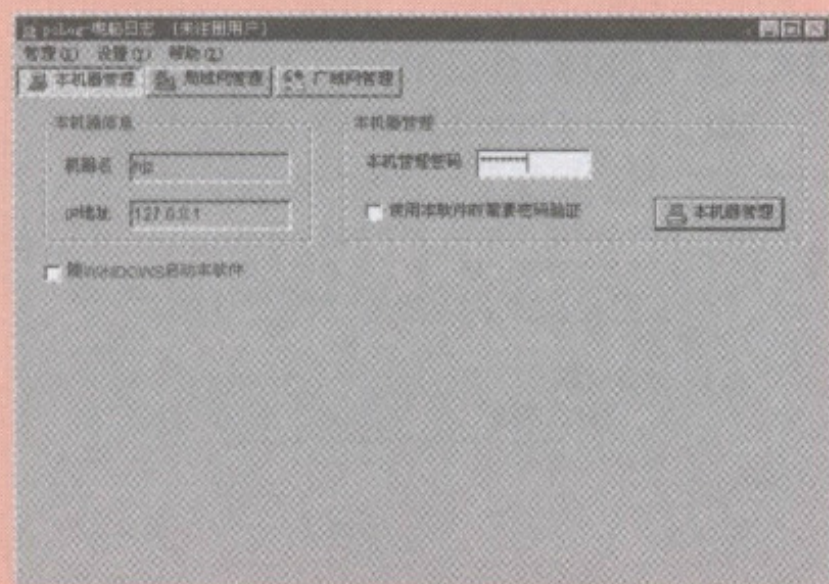 pcLog-电脑日志 [未注册用户]
管理 设置 帮助
本机器管理 局域网管理 广域网管理
本机器信息 本机器管理
机器名
本机管理密码 *******
IP地址 127.0.0.1
使用本软件时需要密码验证
本机器管理
随WINDOWS启动本软件